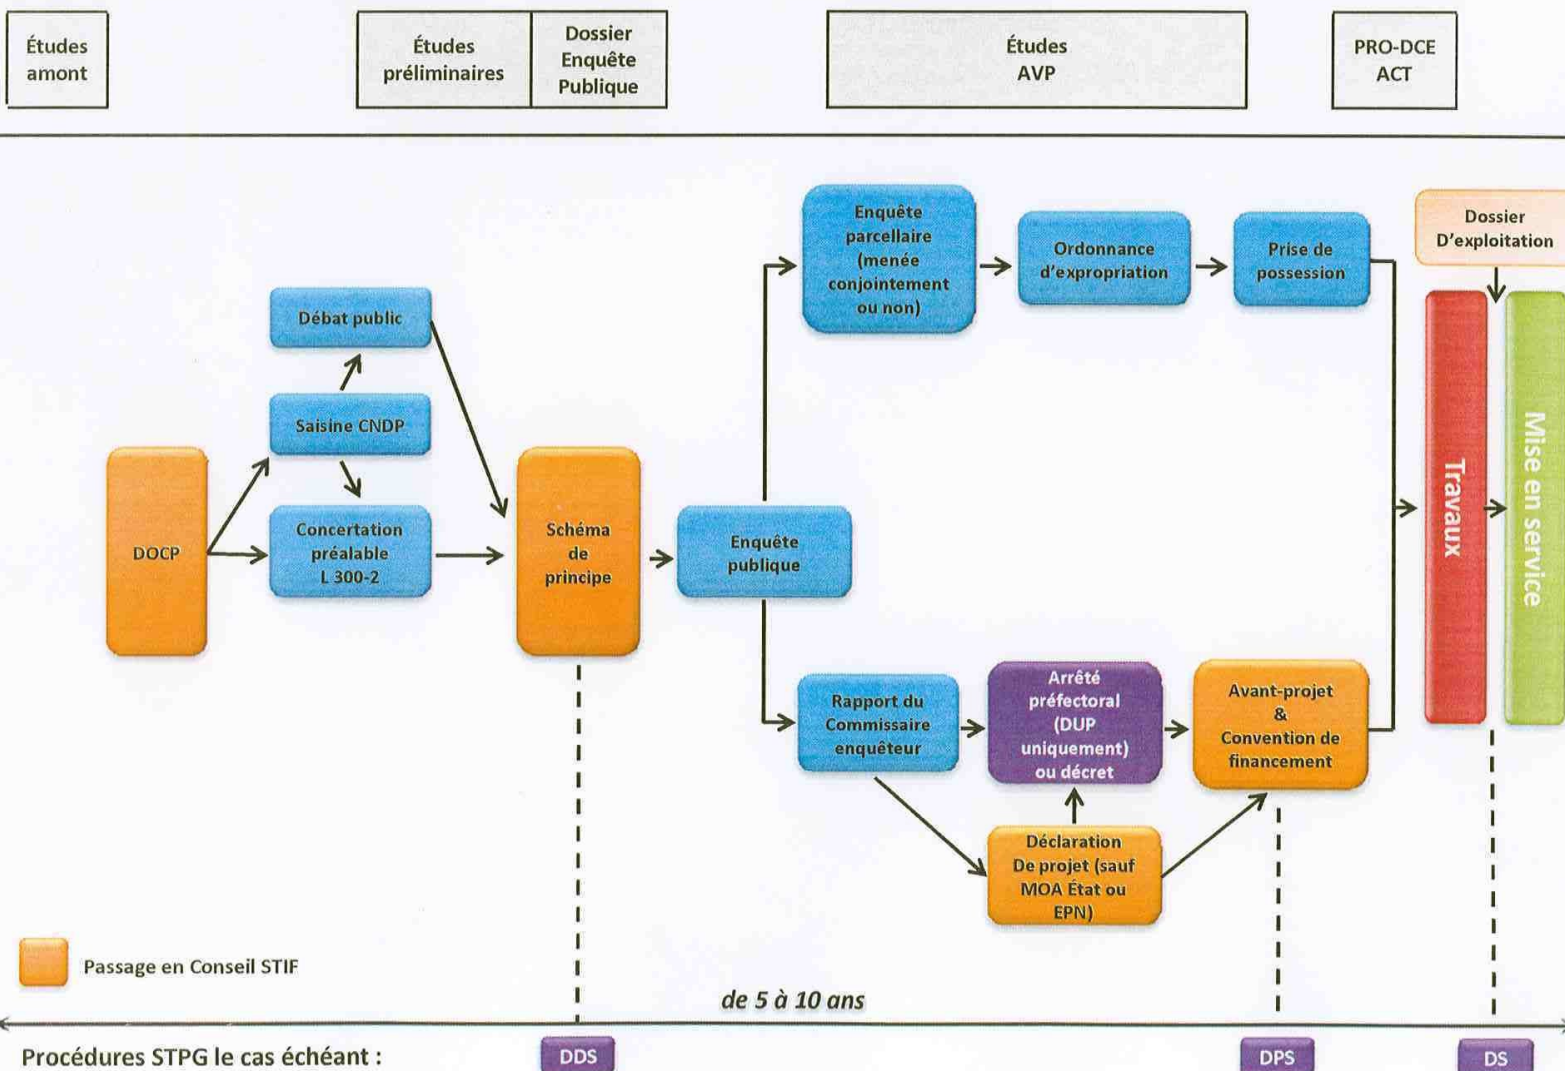 Études
amont
Études
préliminaires
Dossier
Enquête
Publique
Études
AVP
PRO-DCE
ACT
Enquête
parcellaire
(menée
conjointement
ou non)
Ordonnance
d'expropriation
Prise de
possession
Dossier
D'exploitation
Débat public
Saisine CNDP
DOCP
Concertation
préalable
L 300-2
Schéma
de
principe
Enquête
publique
Travaux
Mise en service
Rapport du
Commissaire
enquêteur
Arrêté
préfectoral
(DUP
uniquement)
ou décret
Avant-projet
&
Convention de
financement
Déclaration
De projet (sauf
MOA État ou
EPN)
Passage en Conseil STIF
de 5 à 10 ans
Procédures STPG le cas échéant :
DDS
DPS
DS